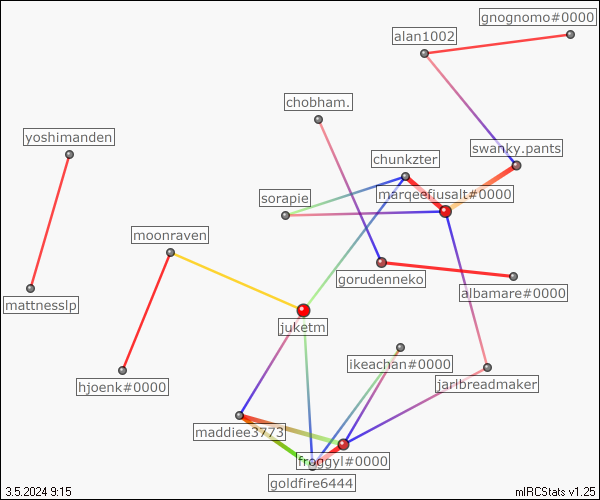 gnognomo#0000
alan1002
chobham.
yoshimanden
swanky.pants
chunkzter
marqeefiusalt#0000
sorapie
moonraven
gorudenneko
albamare#0000
mattnesslp
juketm
ikeachan#0000
hjoenk#0000
jarlbreadmaker
maddiee3773
froggyl#0000
goldfire6444
3.5.2024 9:15
mIRCStats v1.25